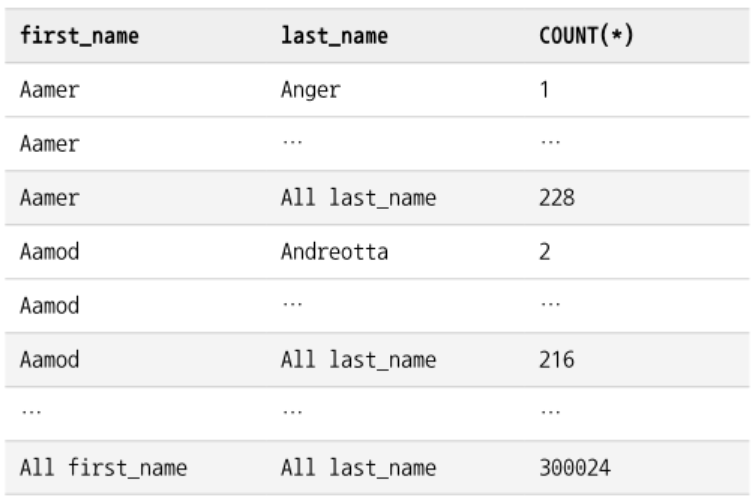 first_name last_name COUNT(*)
Aamer Anger 1
Aamer … …
Aamer All last_name 228
Aamod Andreotta 2
Aamod … …
Aamod All last_name 216
… … …
All first_name All last_name 300024